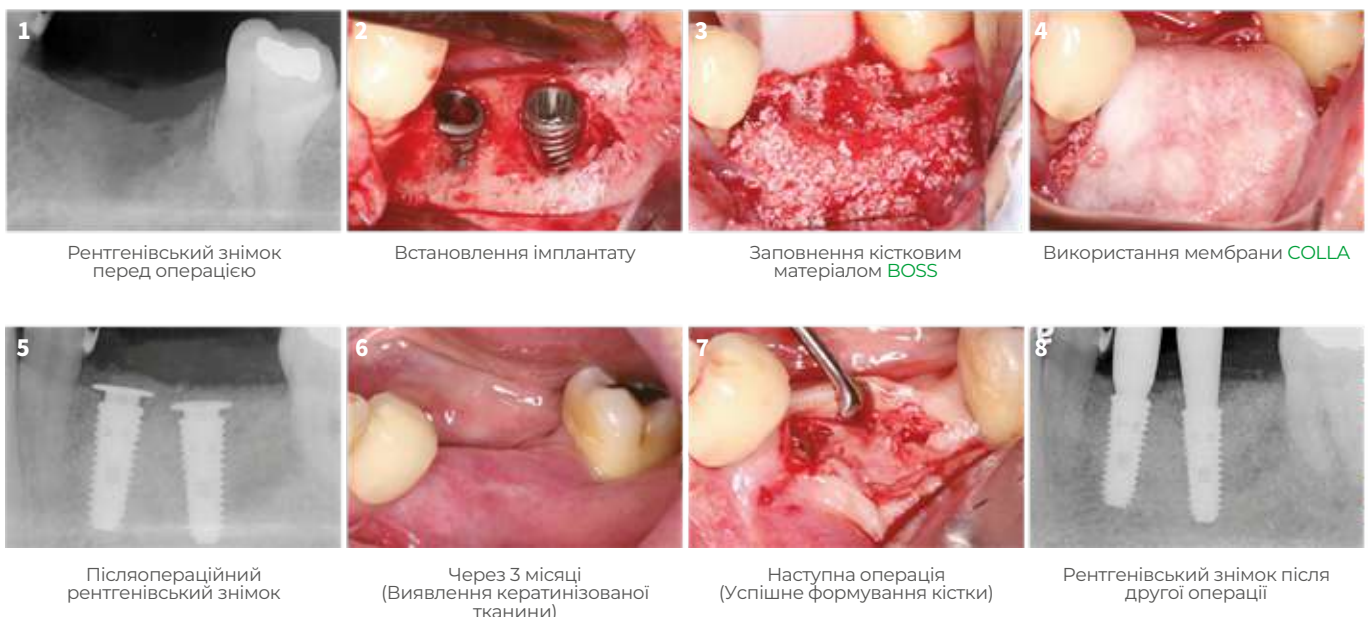 1
2
3
4
Рентгенівський знімок
перед операцією
Встановлення імплантату
Заповнення кістковим
матеріалом BOSS
Використання мембрани COLLA
5
6
7
8
Післяопераційний
рентгенівський знімок
Через 3 місяці
(Виявлення кератинізованої
тканини)
Наступна операція
(Успішне формування кістки)
Рентгенівський знімок після
другої операції